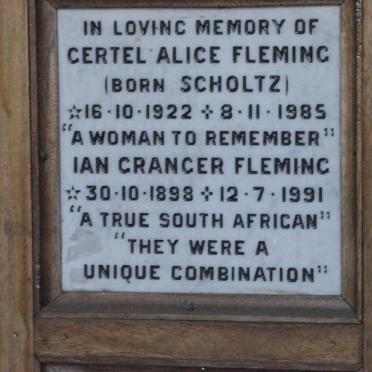 IN LOVING MEMORY OF
GERTEL ALICE FLEMING
(BORN SCHOLTZ)
☆16·10·1922 ✢ 8·11·1985
"A WOMAN TO REMEMBER"
IAN GRANGER FLEMING
☆30·10·1898 ✢ 12·7·1991
"A TRUE SOUTH AFRICAN"
"THEY WERE A
UNIQUE COMBINATION"